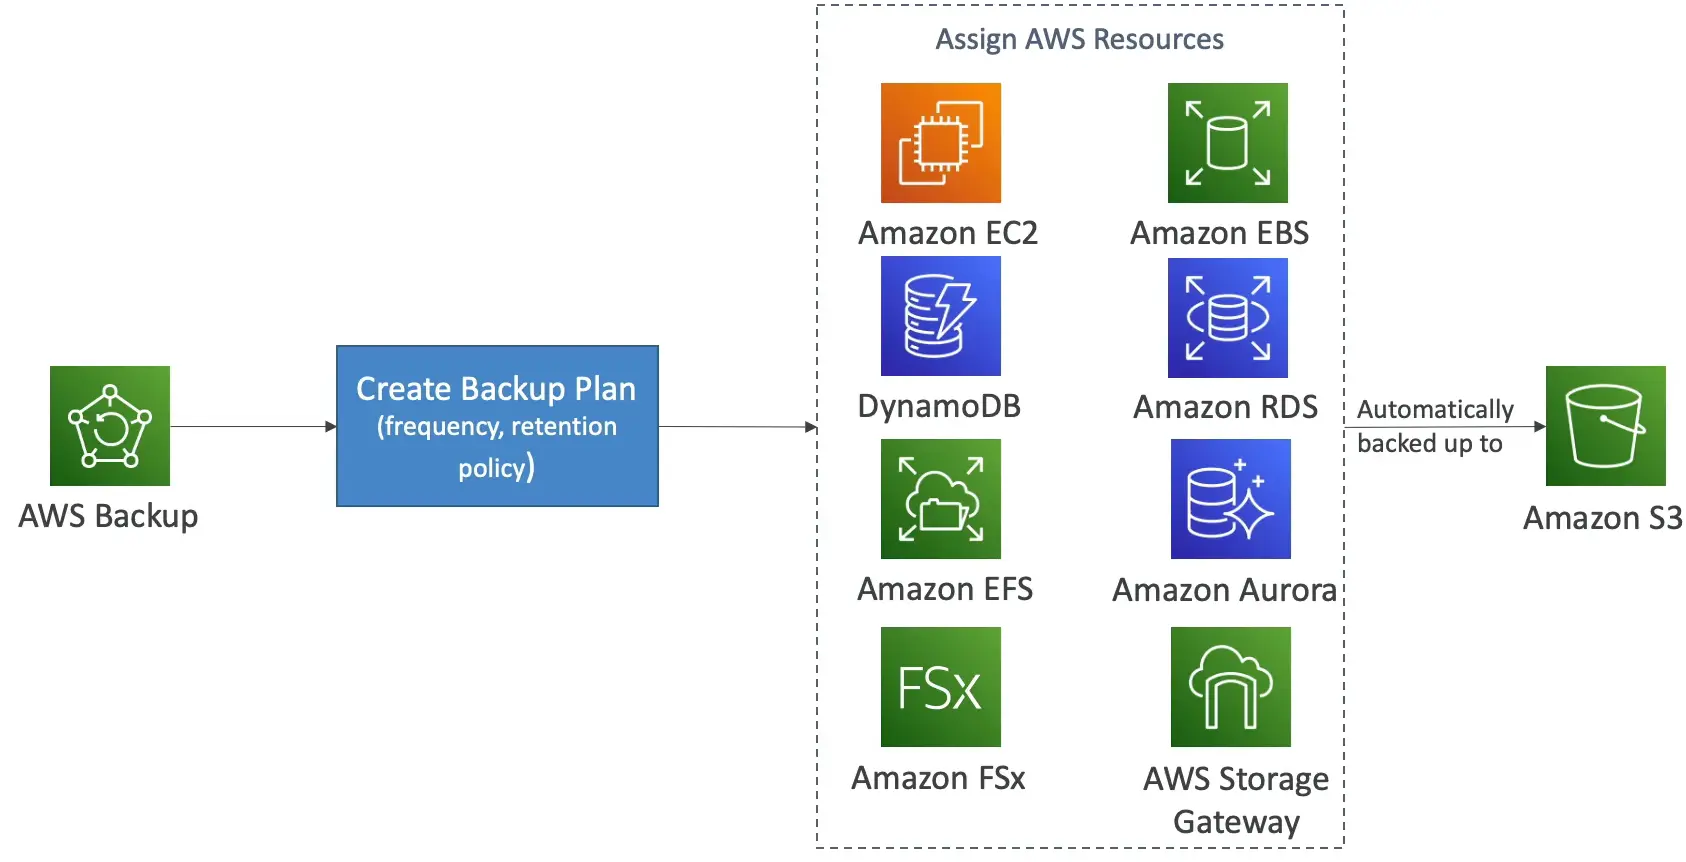 Assign AWS Resources
Amazon EC2
Amazon EBS
DynamoDB
Amazon RDS
Create Backup Plan
(frequency, retention
policy)
Automatically
backed up to
AWS Backup
Amazon S3
Amazon EFS
Amazon Aurora
FSx
Amazon FSx
AWS Storage
Gateway